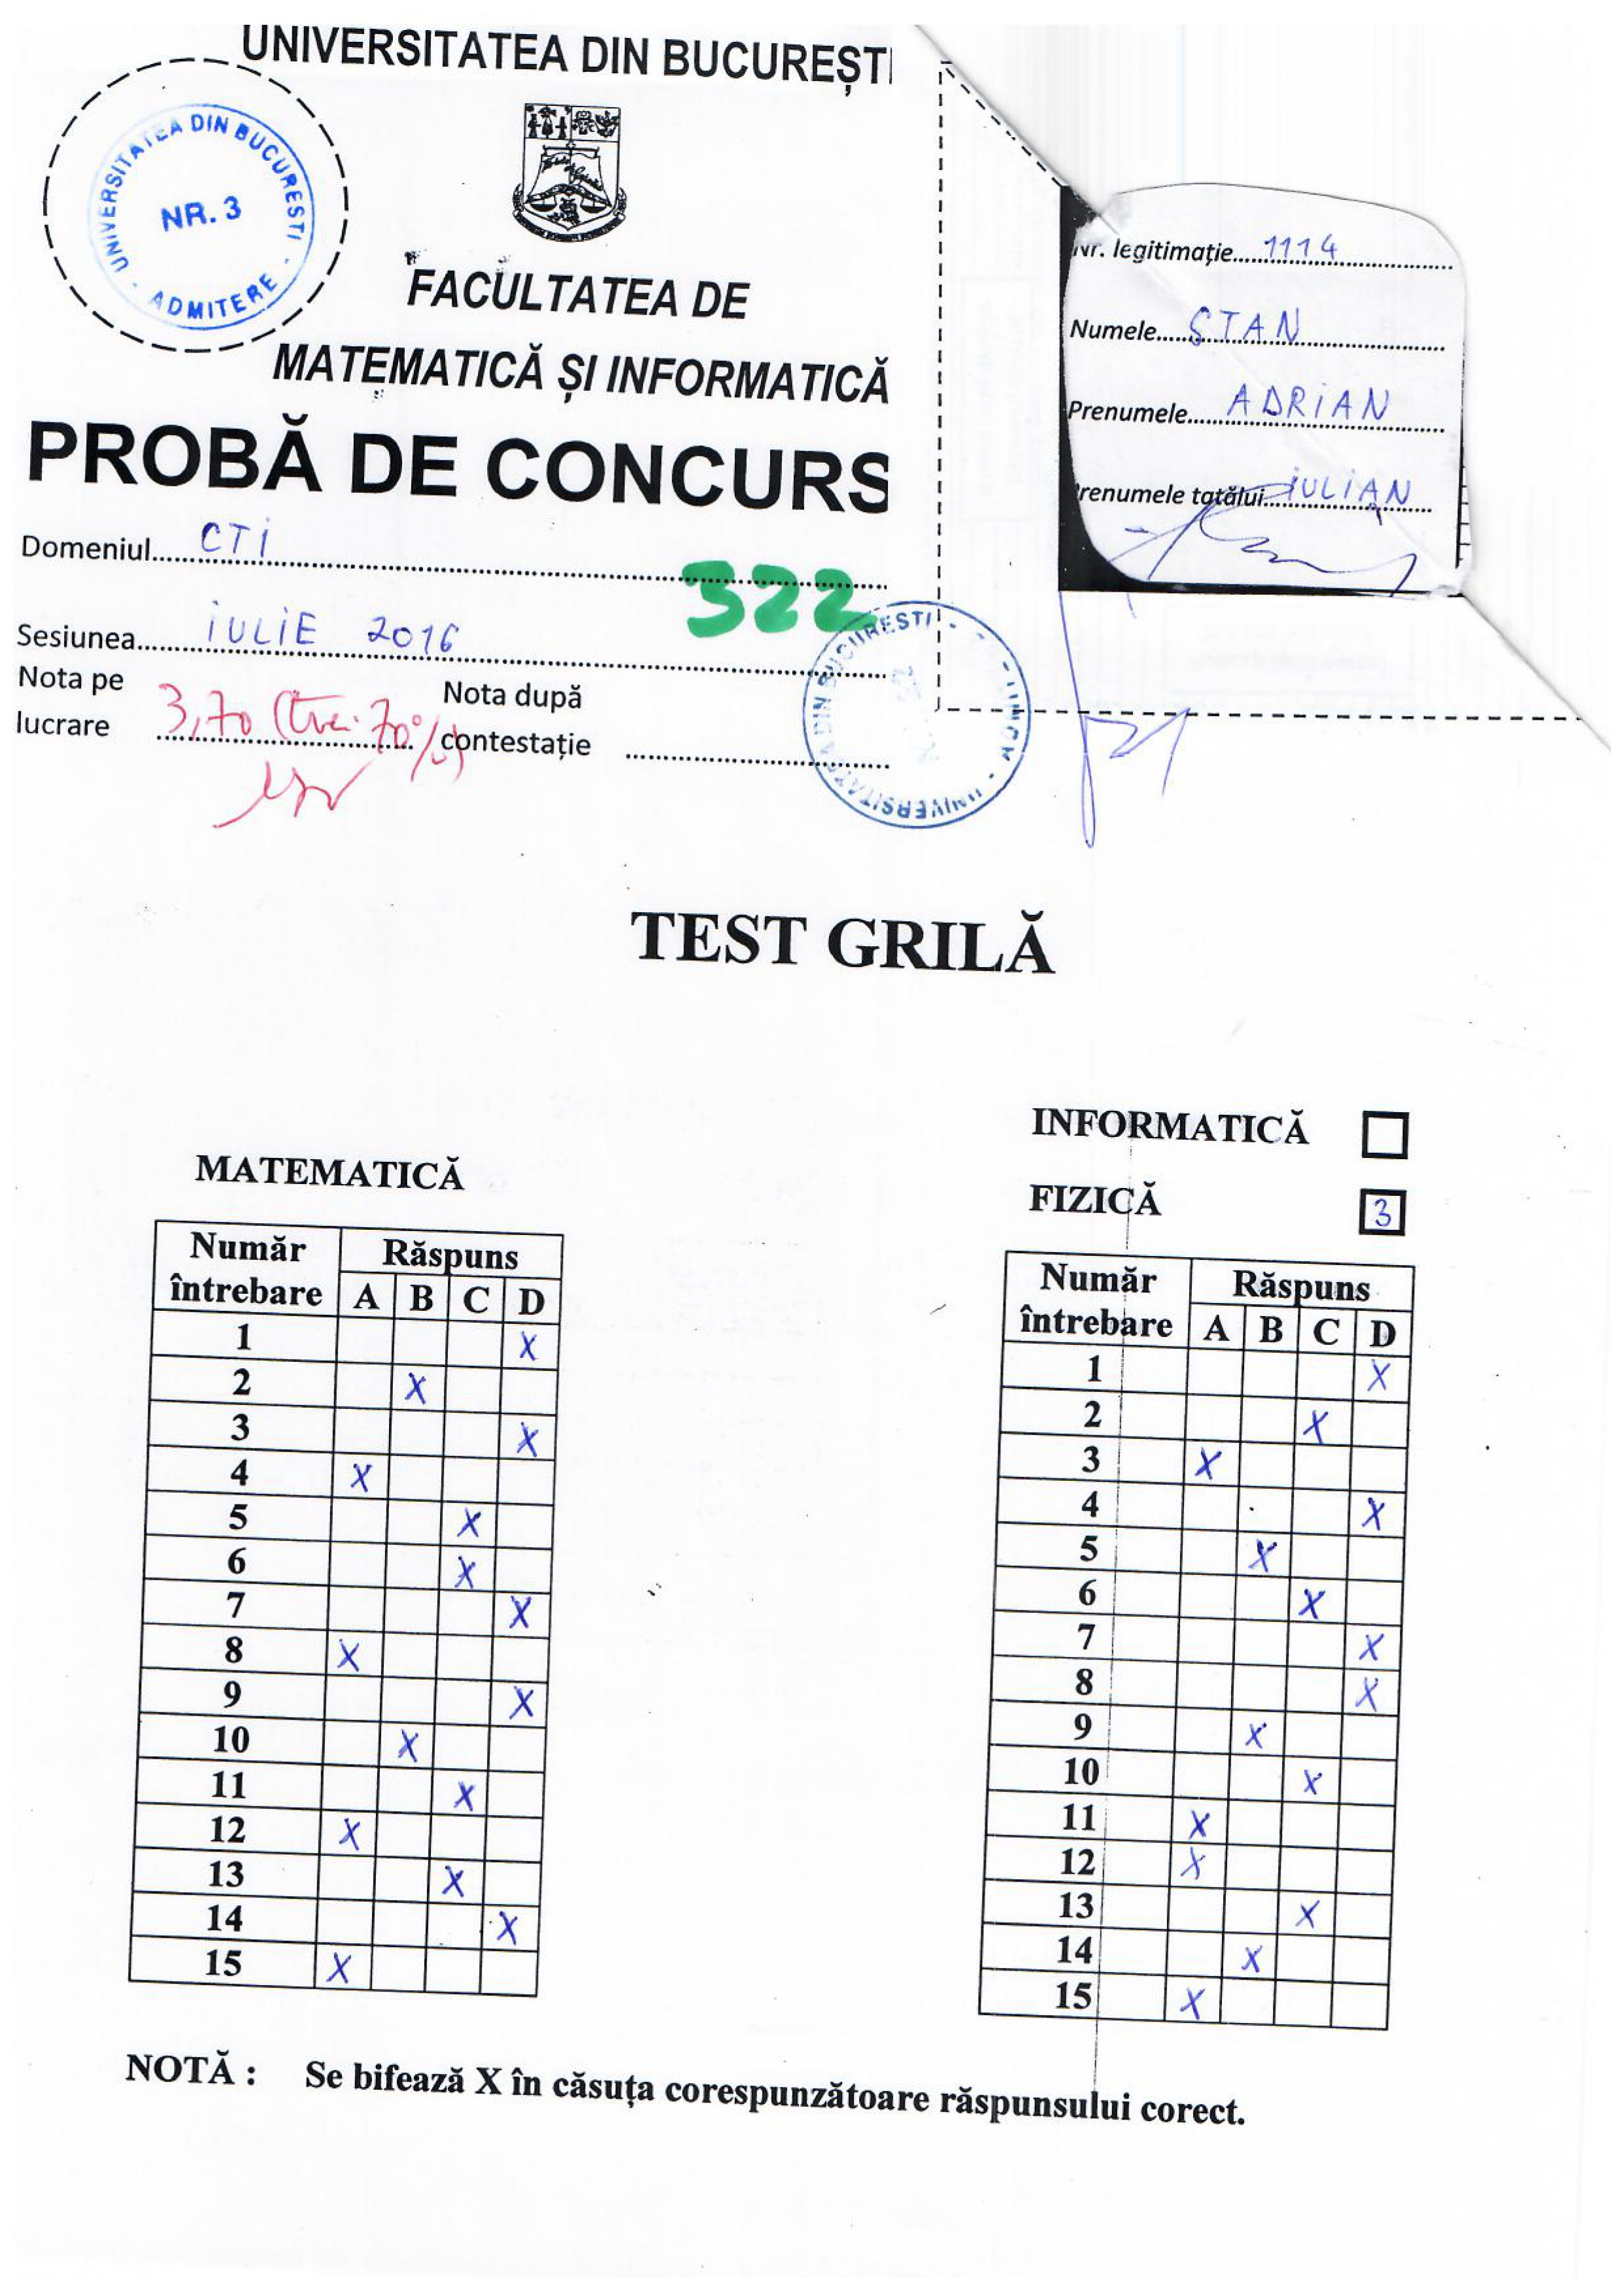 UNIVERSITATEA DIN BUCUREȘTI
UNIVERSITATEA DIN BUCURESTI - ADMITERE -
NR. 3
FACULTATEA DE
MATEMATICĂ ȘI INFORMATICĂ
PROBĂ DE CONCURS
Domeniul CTI
322
Sesiunea IULIE 2016
Nota pe lucrare 3,70 (trei 70%)
Nota după contestație
Nr. legitimație 1114
Numele STAN
Prenumele ADRIAN
Prenumele tatălui IULIAN
TEST GRILĂ
MATEMATICĂ
Număr întrebare Răspuns
A B C D
1 X
2 X
3 X
4 X
5 X
6 X
7 X
8 X
9 X
10 X
11 X
12 X
13 X
14 X
15 X
INFORMATICĂ
FIZICĂ 3
Număr întrebare Răspuns
A B C D
1 X
2 X
3 X
4 X
5 X
6 X
7 X
8 X
9 X
10 X
11 X
12 X
13 X
14 X
15 X
NOTĂ : Se bifează X în căsuța corespunzătoare răspunsului corect.